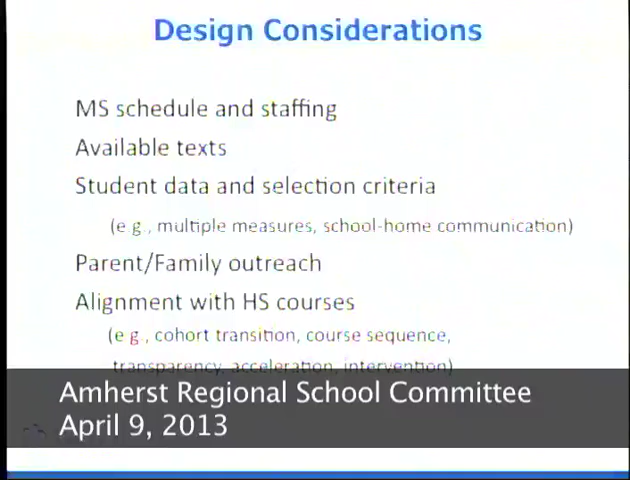 Design Considerations
MS schedule and staffing
Available texts
Student data and selection criteria
(e.g., multiple measures, school-home communication)
Parent/Family outreach
Alignment with HS courses
(e.g., cohort transition, course sequence,
transparency, acceleration, intervention)
Amherst Regional School Committee
April 9, 2013